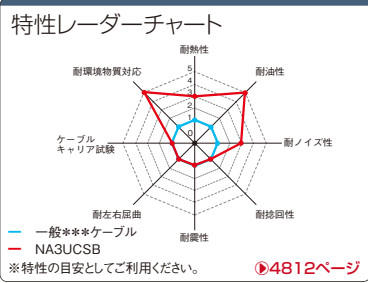 特性レーダーチャート
耐熱性
耐環境物質対応
耐油性
5
4
3
2
1
0
ケーブル
キャリア試験
耐ノイズ性
耐左右屈曲
耐捻回性
耐震性
一般***ケーブル
NA3UCSB
※特性の目安としてご利用ください。
4812ページ